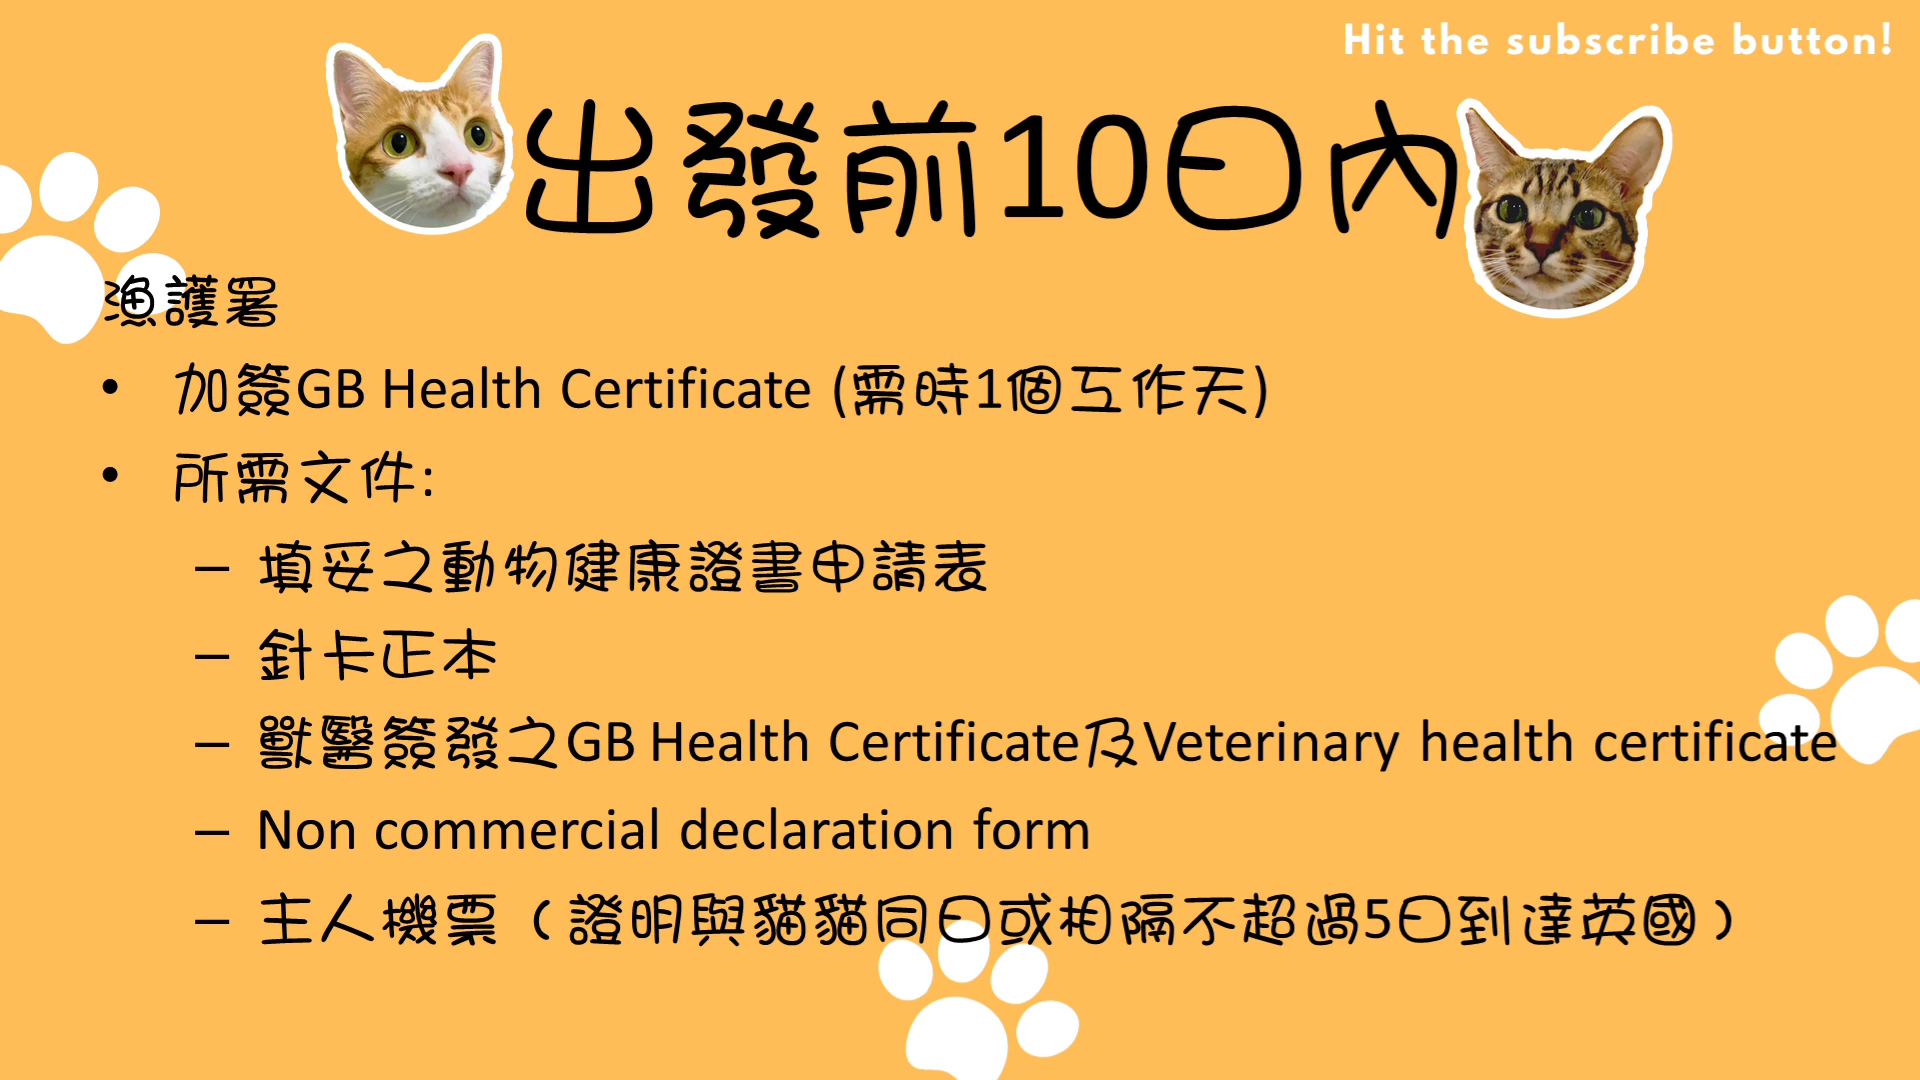 Hit the subscribe button!
出發前10日內
漁護署
• 加簽GB Health Certificate (需時1個工作天)
• 所需文件:
– 填妥之動物健康證書申請表
– 針卡正本
– 獸醫簽發之GB Health Certificate及Veterinary health certificate
– Non commercial declaration form
– 主人機票（證明與貓貓同日或相隔不超過5日到達英國）